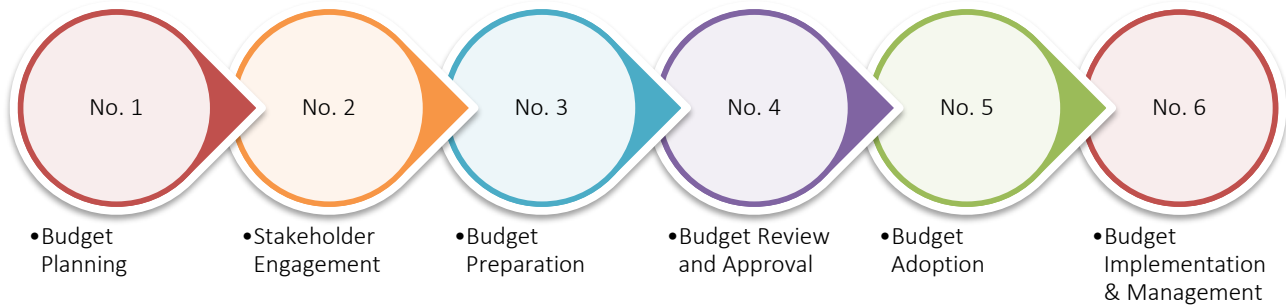 No. 1
No. 2
No. 3
No. 4
No. 5
No. 6
•Budget
Planning
•Stakeholder
Engagement
•Budget
Preparation
•Budget Review
and Approval
•Budget
Adoption
•Budget
Implementation
& Management